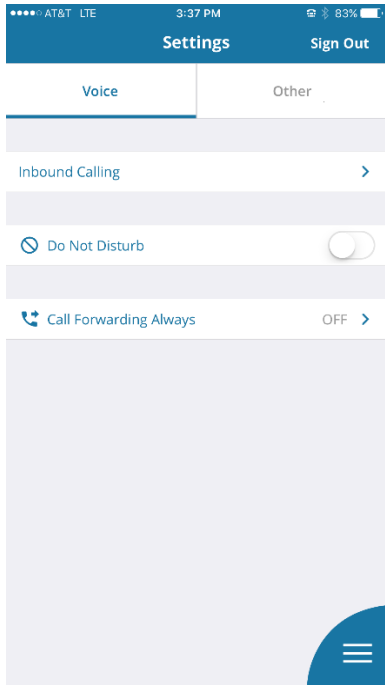 AT&T LTE 3:37 PM 83%
Settings Sign Out
Voice Other
Inbound Calling
Do Not Disturb
Call Forwarding Always OFF